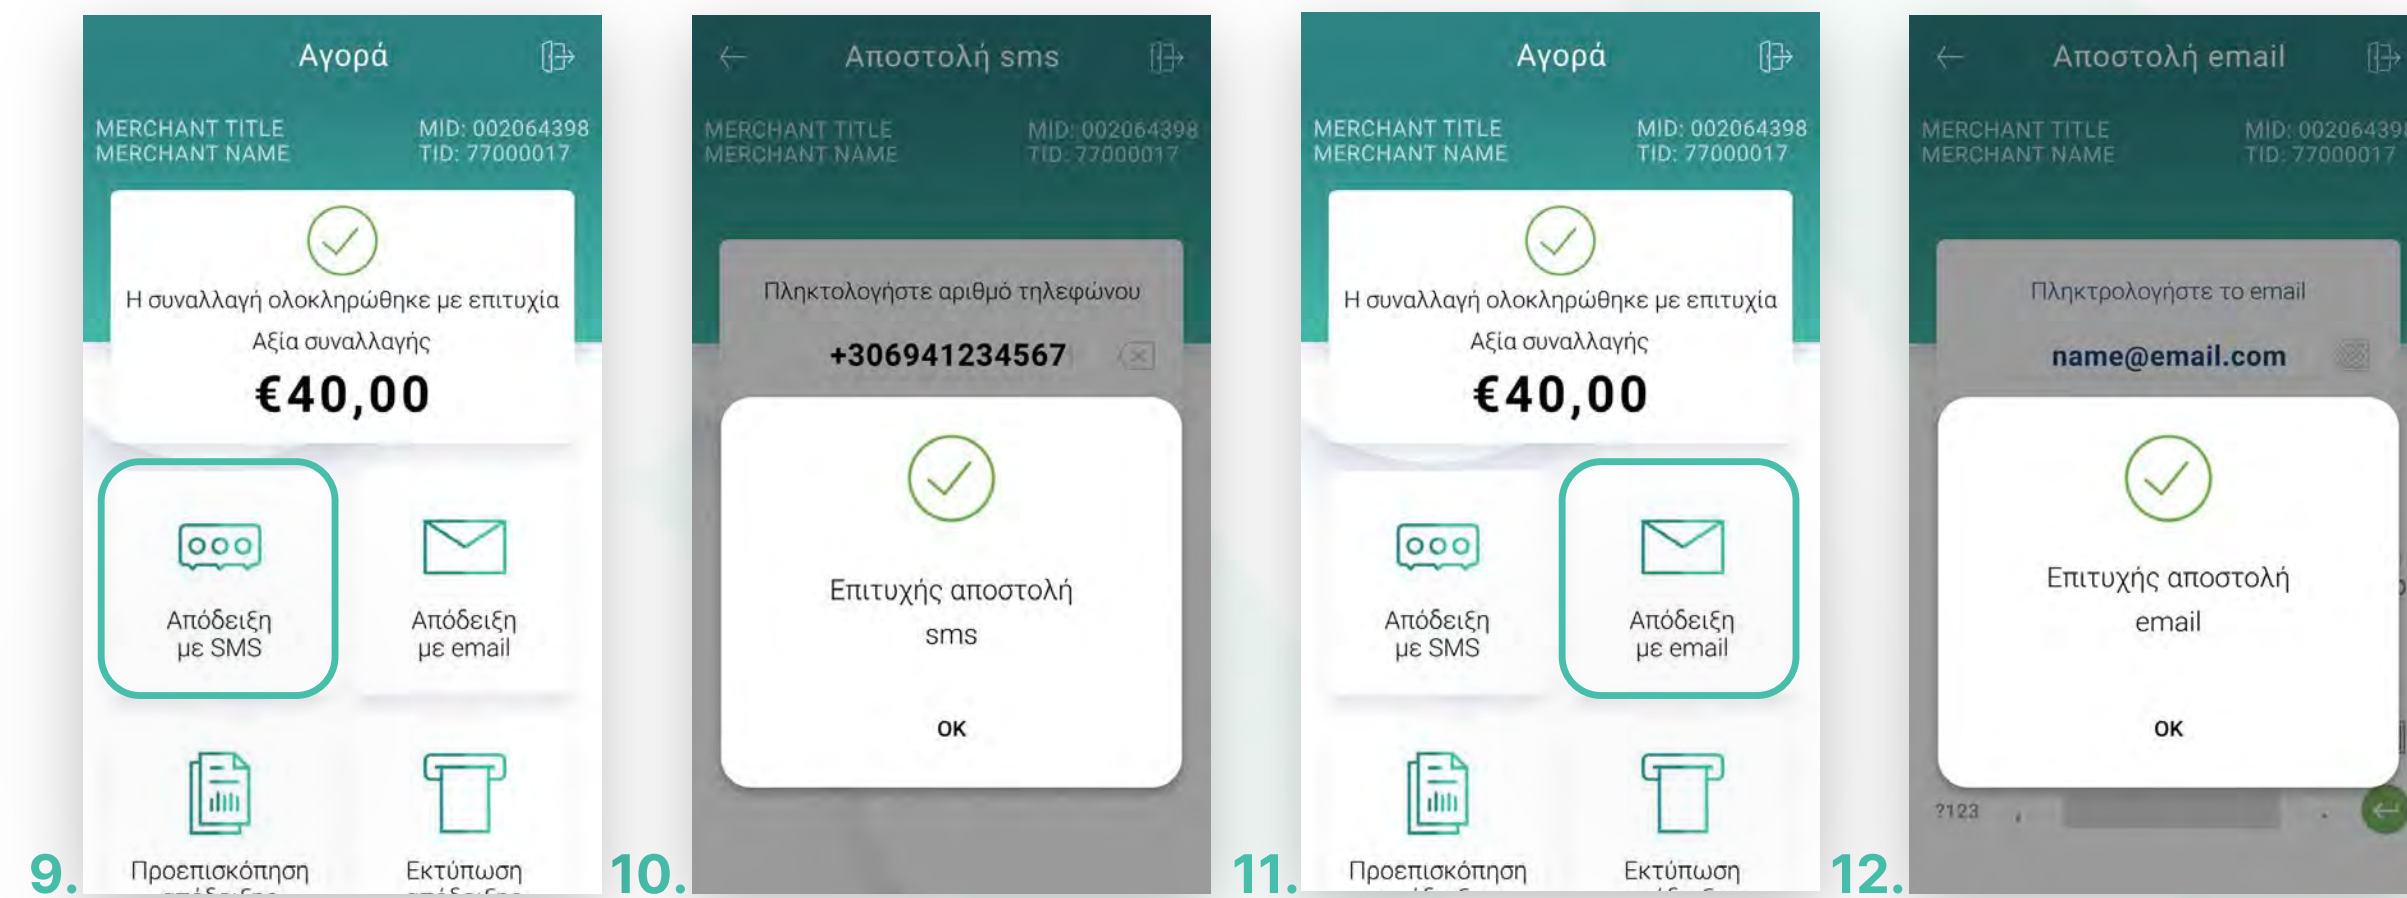 Αγορά
MERCHANT TITLE
MID: 002064398
MERCHANT NAME
TID: 77000017
Η συναλλαγή ολοκληρώθηκε με επιτυχία
Αξία συναλλαγής
€40,00
Απόδειξη
με SMS
Απόδειξη
με email
Προεπισκόπηση
Εκτύπωση
9.
Αποστολή sms
MERCHANT TITLE
MID: 002064398
MERCHANT NAME
TID: 77000017
Πληκτολογήστε αριθμό τηλεφώνου
+306941234567
Επιτυχής αποστολή
sms
OK
10.
Αγορά
MERCHANT TITLE
MID: 002064398
MERCHANT NAME
TID: 77000017
Η συναλλαγή ολοκληρώθηκε με επιτυχία
Αξία συναλλαγής
€40,00
Απόδειξη
με SMS
Απόδειξη
με email
Προεπισκόπηση
Εκτύπωση
11.
Αποστολή email
MERCHANT TITLE
MID: 00206439
MERCHANT NAME
TID: 77000017
Πληκτρολογήστε το email
name@email.com
Επιτυχής αποστολή
email
OK
?123 , .
12.